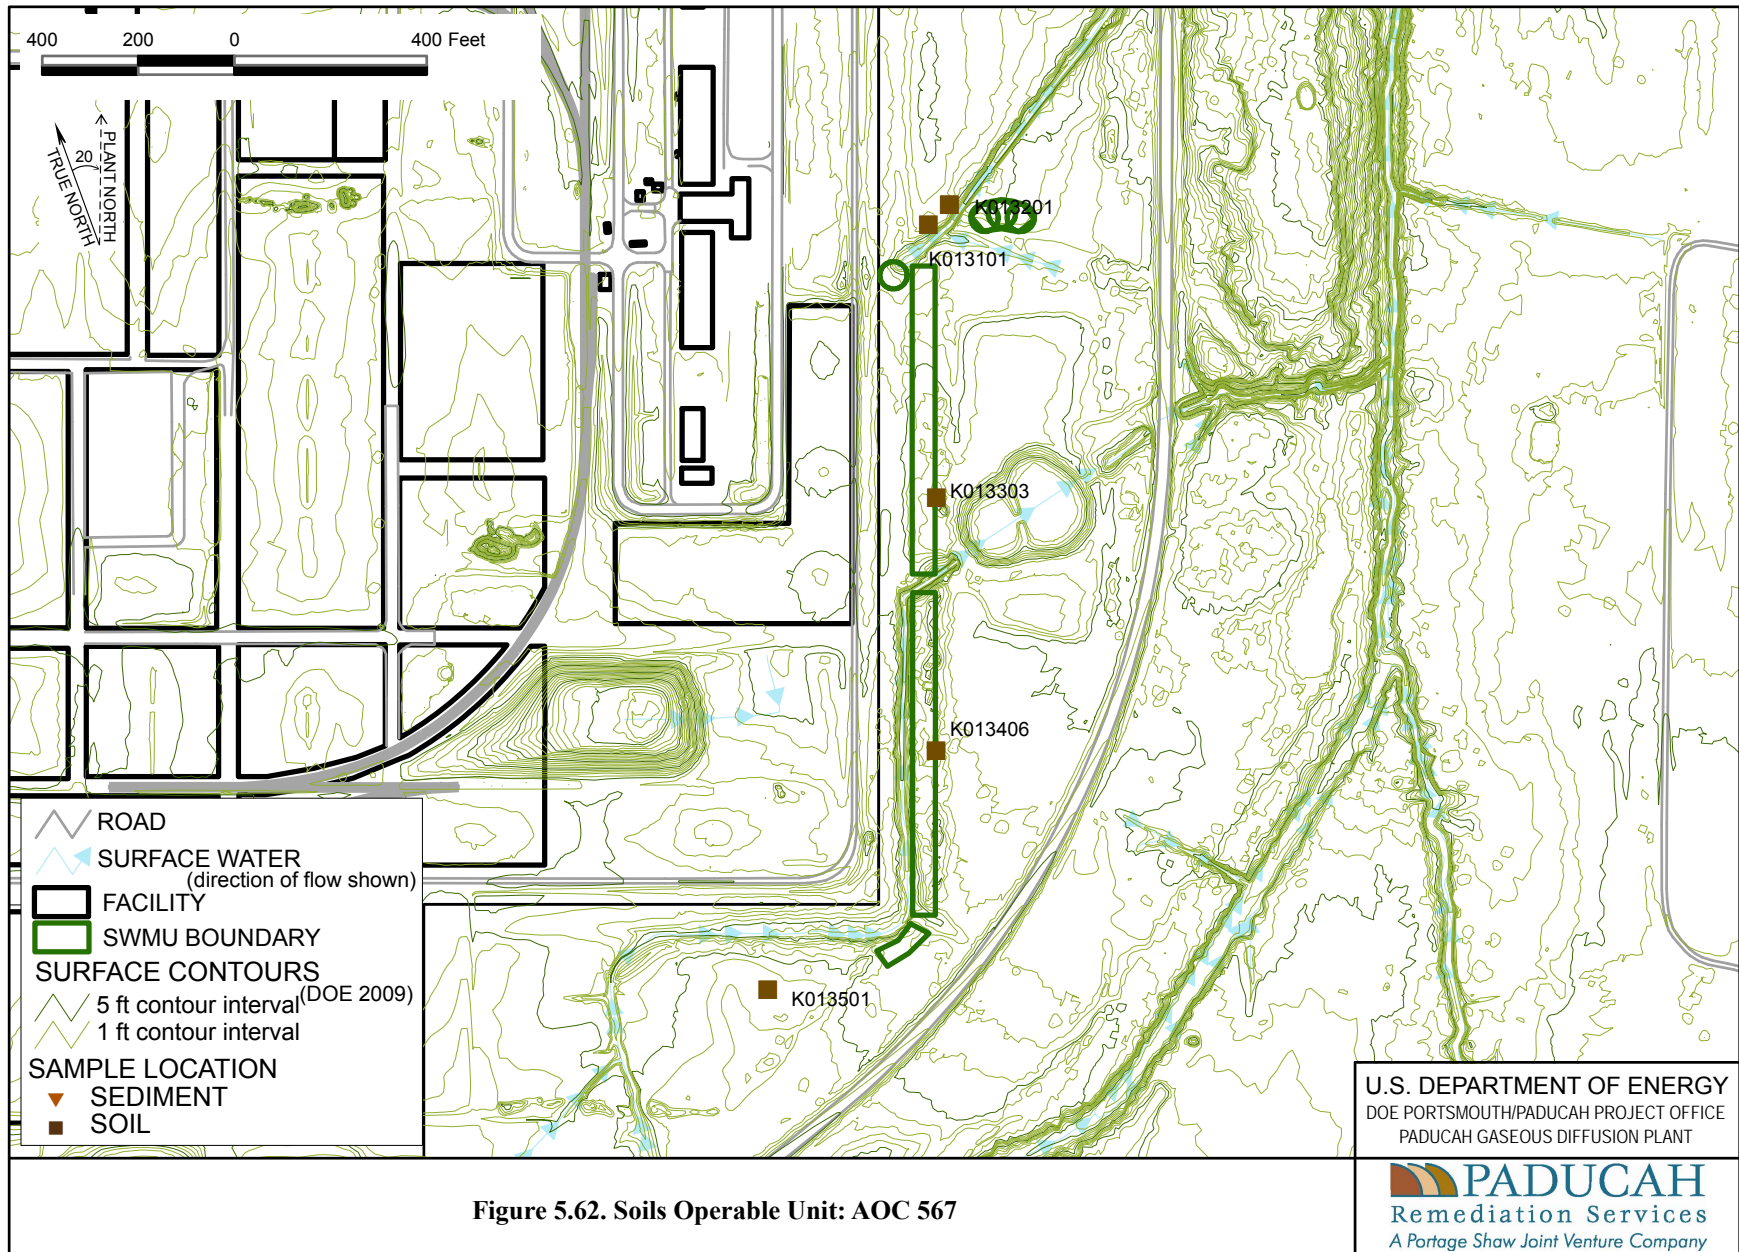 400 200 0 400 Feet
PLANT NORTH
20
TRUE NORTH
K013201
K013101
K013303
K013406
K013501
ROAD
SURFACE WATER
(direction of flow shown)
FACILITY
SWMU BOUNDARY
SURFACE CONTOURS
5 ft contour interval (DOE 2009)
1 ft contour interval
SAMPLE LOCATION
SEDIMENT
SOIL
U.S. DEPARTMENT OF ENERGY
DOE PORTSMOUTH/PADUCAH PROJECT OFFICE
PADUCAH GASEOUS DIFFUSION PLANT
PADUCAH
Remediation Services
A Portage Shaw Joint Venture Company
Figure 5.62. Soils Operable Unit: AOC 567